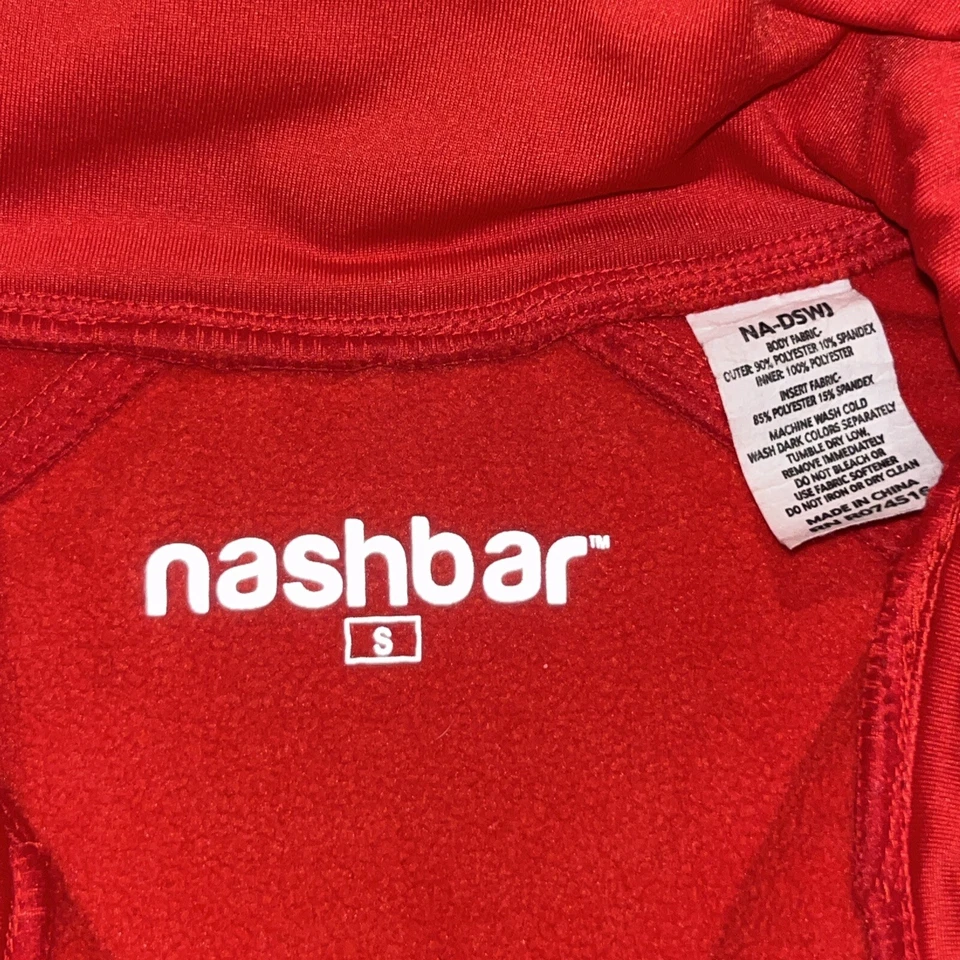 NA-DSWJ
BODY FABRIC-
OUTER: 90% POLYESTER 10% SPANDEX
INNER: 100% POLYESTER
INSERT FABRIC-
85% POLYESTER 15% SPANDEX
MACHINE WASH COLD
WASH DARK COLORS SEPARATELY
TUMBLE DRY LOW.
REMOVE IMMEDIATELY
DO NOT BLEACH OR
USE FABRIC SOFTENER
DO NOT IRON OR DRY CLEAN
MADE IN CHINA
RN R074516
nashbar™
S